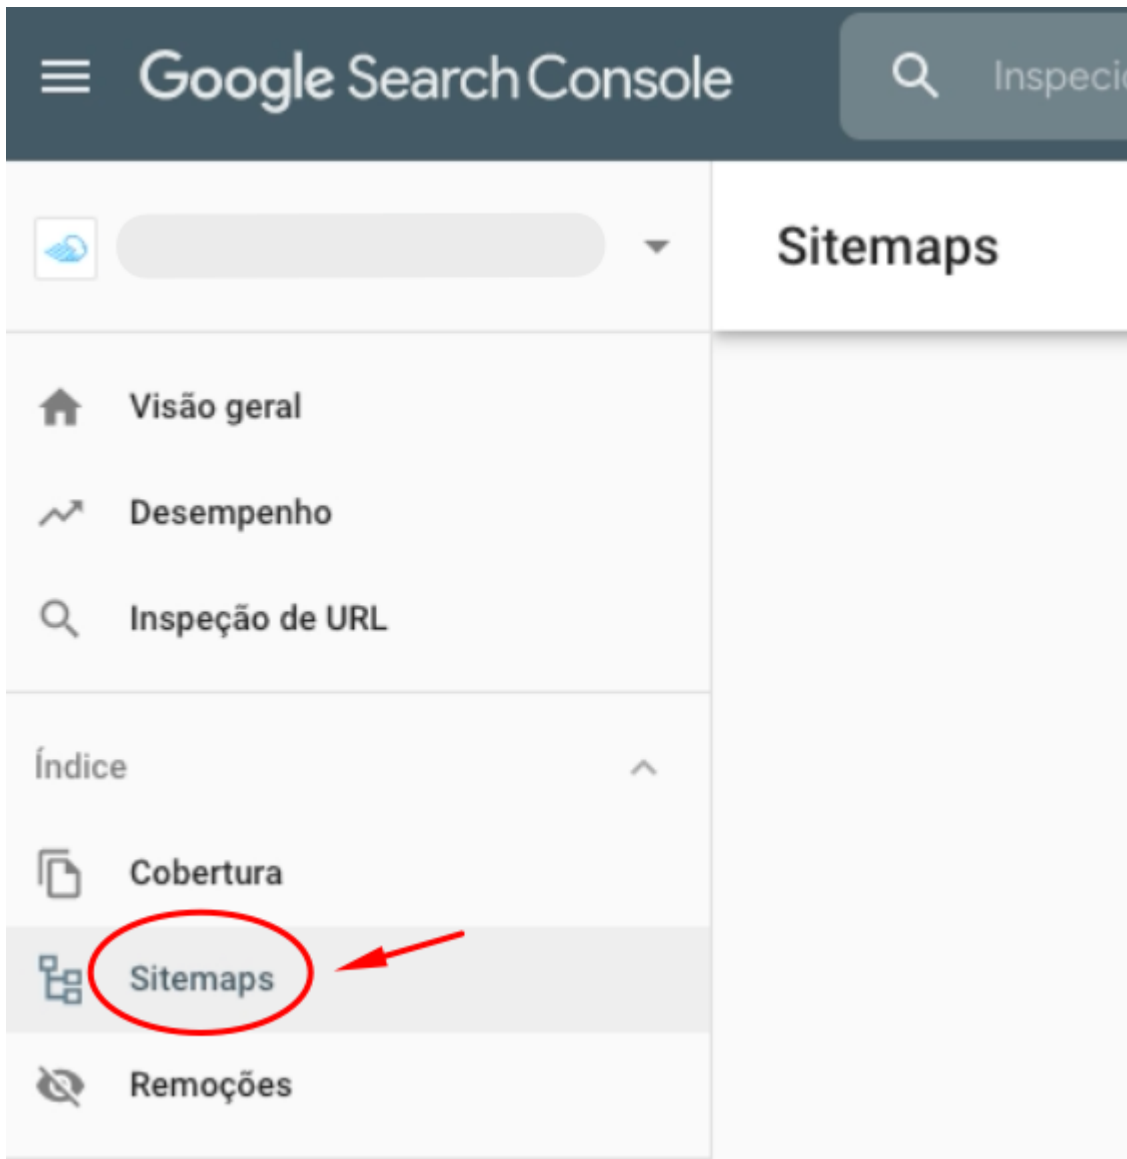 Google Search Console
Sitemaps
Visão geral
Desempenho
Inspeção de URL
Índice
Cobertura
Sitemaps
Remoções